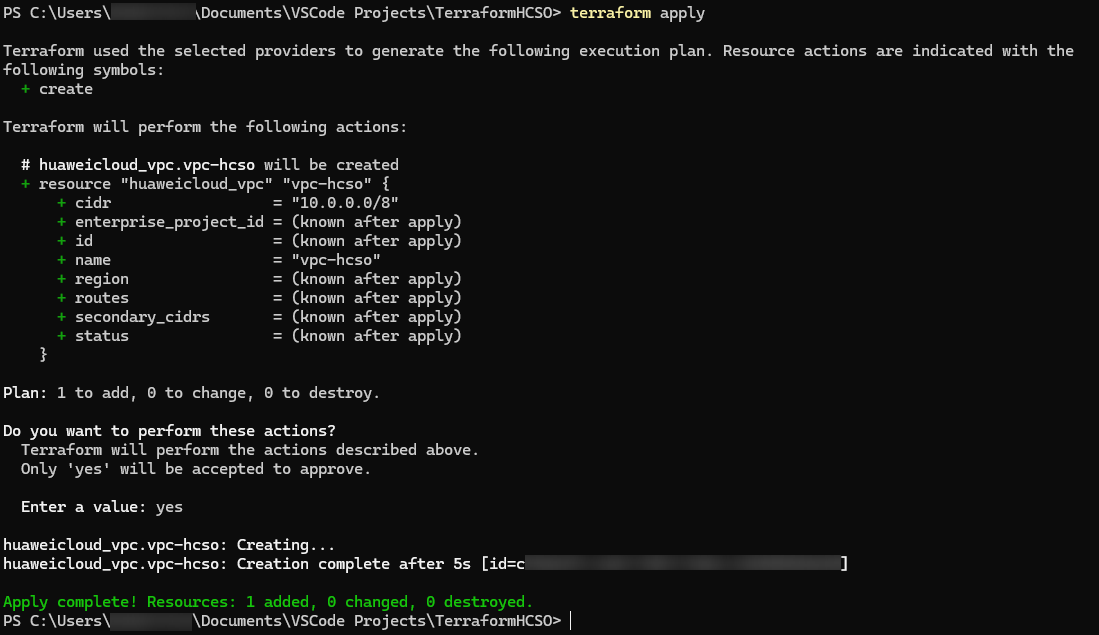 PS C:\Users\ \Documents\VSCode Projects\TerraformHCSO> terraform apply
Terraform used the selected providers to generate the following execution plan. Resource actions are indicated with the
following symbols:
+ create
Terraform will perform the following actions:
# huaweicloud_vpc.vpc-hcso will be created
+ resource "huaweicloud_vpc" "vpc-hcso" {
+ cidr = "10.0.0.0/8"
+ enterprise_project_id = (known after apply)
+ id = (known after apply)
+ name = "vpc-hcso"
+ region = (known after apply)
+ routes = (known after apply)
+ secondary_cidrs = (known after apply)
+ status = (known after apply)
}
Plan: 1 to add, 0 to change, 0 to destroy.
Do you want to perform these actions?
Terraform will perform the actions described above.
Only 'yes' will be accepted to approve.
Enter a value: yes
huaweicloud_vpc.vpc-hcso: Creating...
huaweicloud_vpc.vpc-hcso: Creation complete after 5s [id=c ]
Apply complete! Resources: 1 added, 0 changed, 0 destroyed.
PS C:\Users\ \Documents\VSCode Projects\TerraformHCSO>